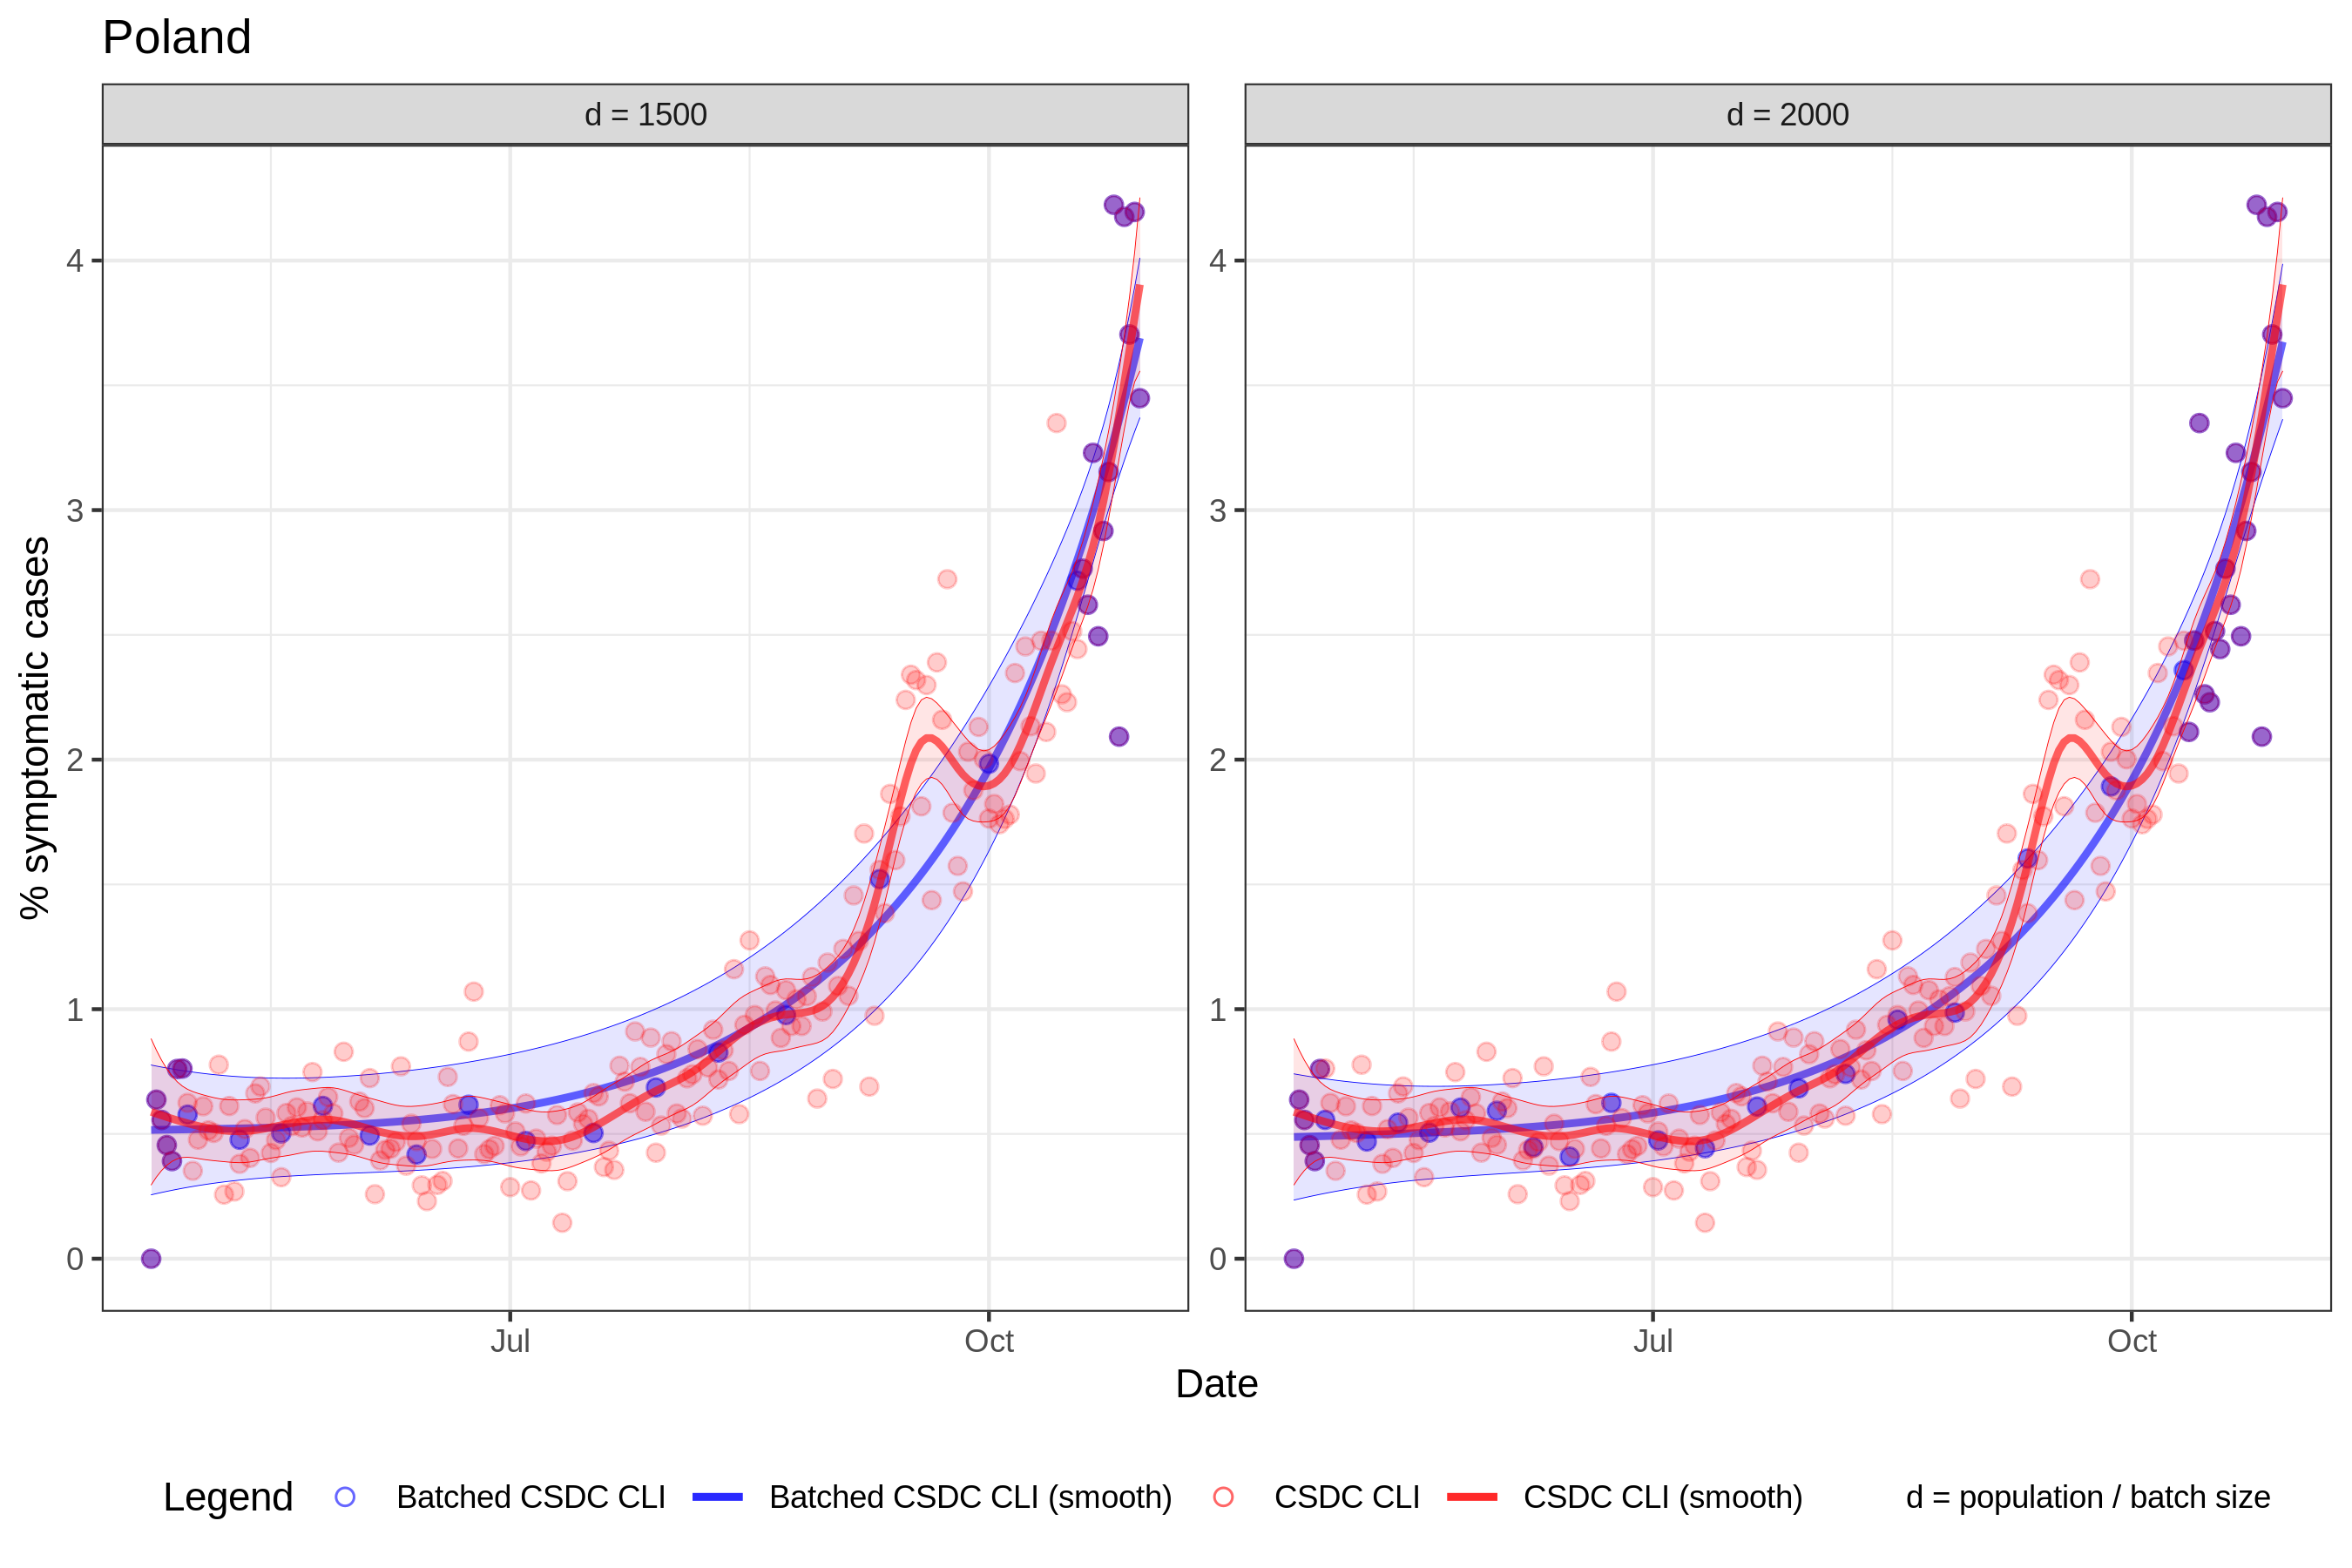 Poland
d = 1500
d = 2000
% symptomatic cases
4
3
2
1
0
4
3
2
1
0
Jul
Oct
Jul
Oct
Date
Legend
Batched CSDC CLI
Batched CSDC CLI (smooth)
CSDC CLI
CSDC CLI (smooth)
d = population / batch size